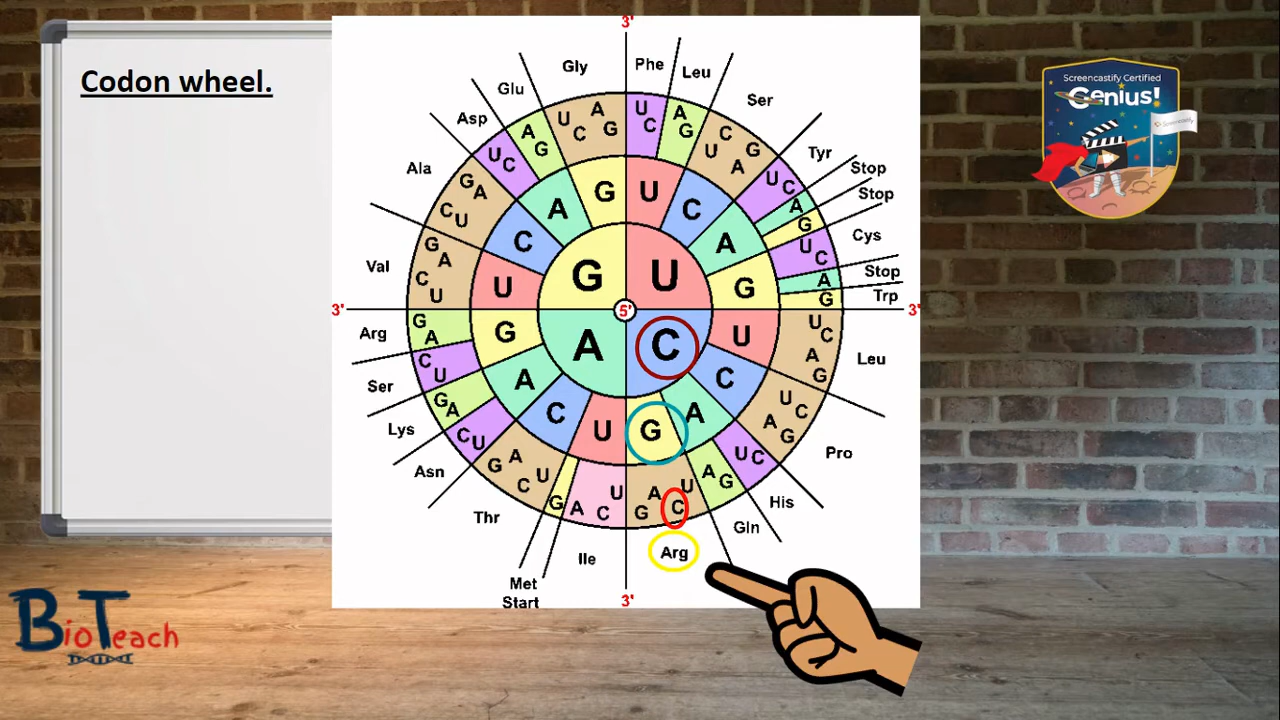 Codon wheel.
3'
Gly
Phe
Leu
Glu
Ser
Asp
Tyr
Ala
Stop
Stop
Cys
Val
Stop
Trp
3'
5'
3'
Arg
Leu
Ser
Lys
Pro
Asn
His
Thr
Gln
Ile
Arg
Met
Start
3'
G U
A C
G U C A G U C A G U C A G U C A
U C
A G
U C A G
U C
A
G
U C
A
G
U C A G
U C A G
U C
A G
U C A G
U C A
G
U C A G
U C
A G
U C
A G
U C A G
U C A G
U C
A G
U C A G
Screencastify Certified
Genius!
Screencastify
BioTeach